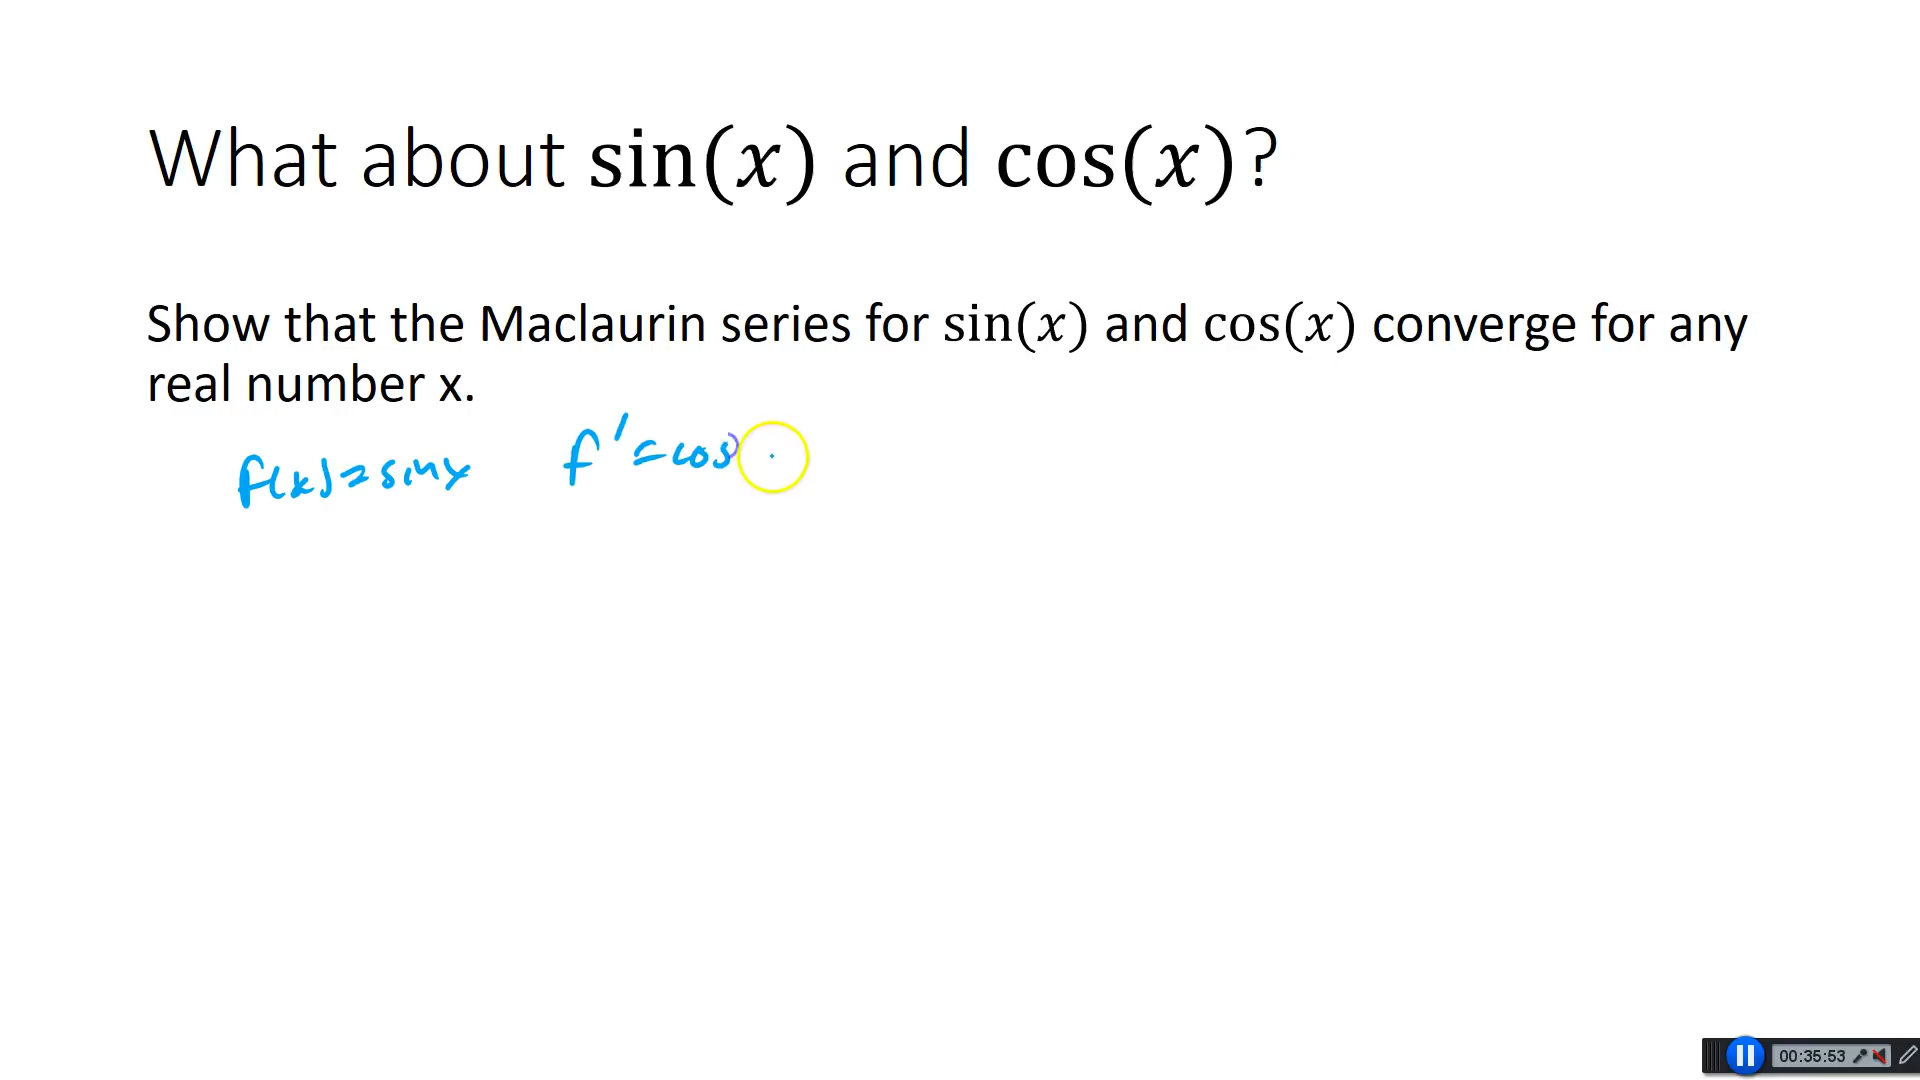 What about sin(x) and cos(x)?
Show that the Maclaurin series for sin(x) and cos(x) converge for any
real number x.
f(x)=sinx f'=cos
00:35:53